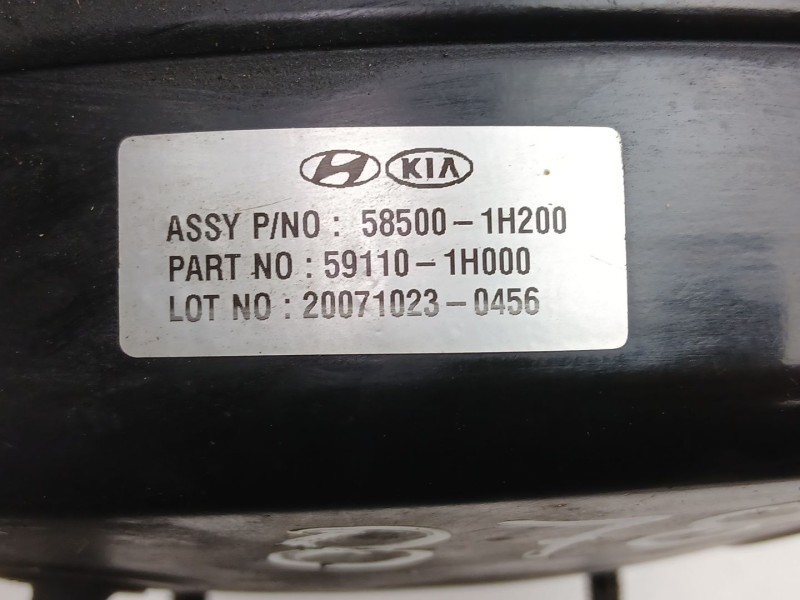 KIA
ASSY P/NO : 58500-1H200
PART NO : 59110-1H000
LOT NO : 20071023-0456